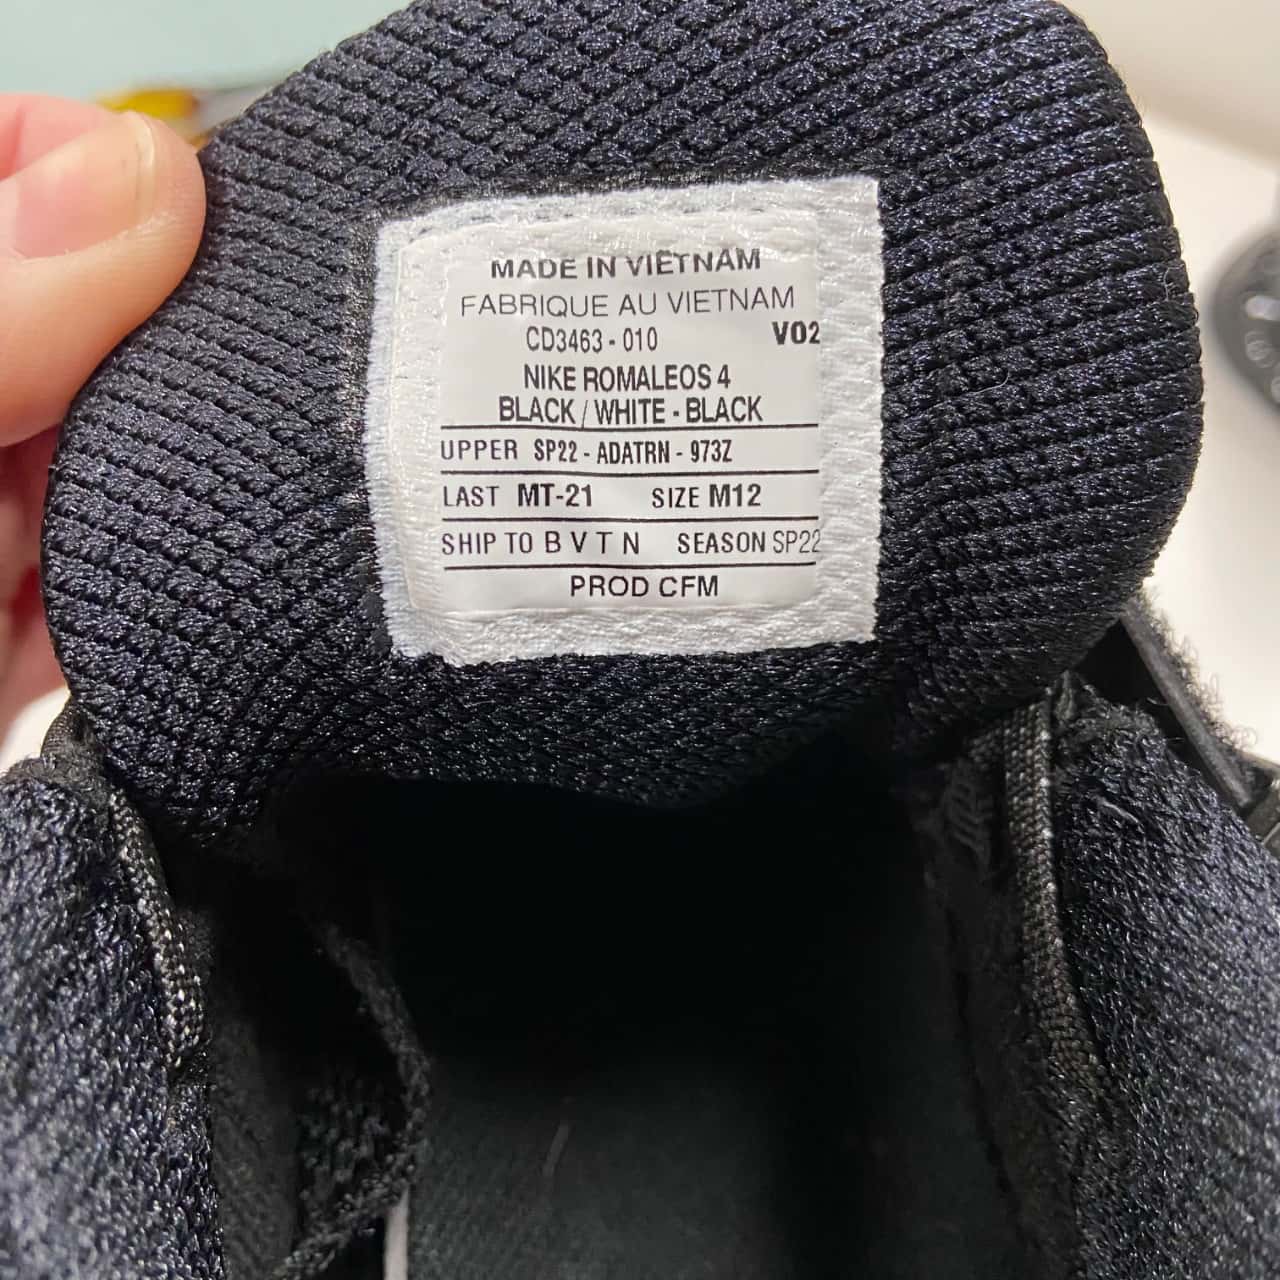 MADE IN VIETNAM
FABRIQUE AU VIETNAM
CD3463 - 010 V02
NIKE ROMALEOS 4
BLACK / WHITE - BLACK
UPPER SP22 - ADATRN - 973Z
LAST MT-21 SIZE M12
SHIP TO B V T N SEASON SP22
PROD CFM